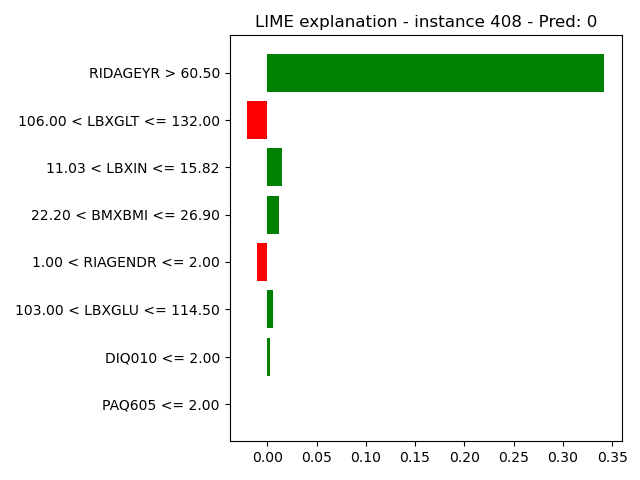 LIME explanation - instance 408 - Pred: 0
RIDAGEYR > 60.50
106.00 < LBXGLT <= 132.00
11.03 < LBXIN <= 15.82
22.20 < BMXBMI <= 26.90
1.00 < RIAGENDR <= 2.00
103.00 < LBXGLU <= 114.50
DIQ010 <= 2.00
PAQ605 <= 2.00
0.00 0.05 0.10 0.15 0.20 0.25 0.30 0.35